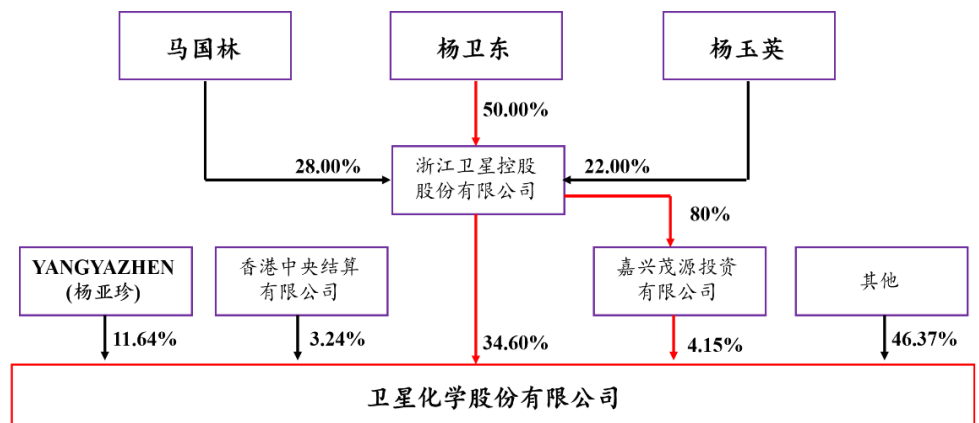 马国林
杨卫东
杨玉英
50.00%
28.00%
浙江卫星控股
股份有限公司
22.00%
80%
YANGYAZHEN
(杨亚珍)
香港中央结算
有限公司
嘉兴茂源投资
有限公司
其他
11.64%
3.24%
34.60%
4.15%
46.37%
卫星化学股份有限公司